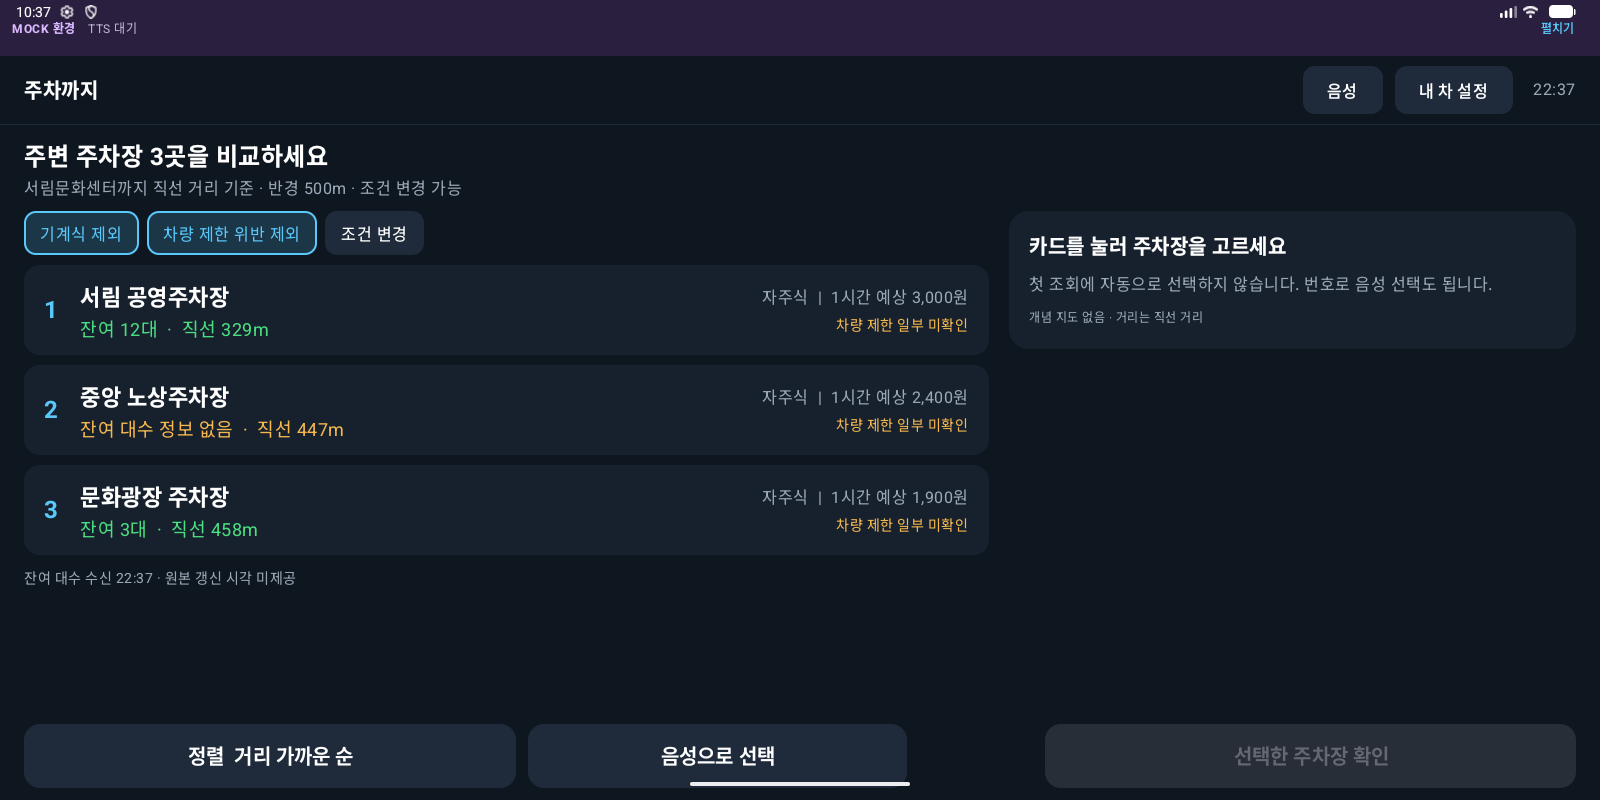 10:37
MOCK 환경 TTS 대기
펼치기
주차까지
음성
내 차 설정
22:37
주변 주차장 3곳을 비교하세요
서림문화센터까지 직선 거리 기준 · 반경 500m · 조건 변경 가능
기계식 제외
차량 제한 위반 제외
조건 변경
1
서림 공영주차장
잔여 12대 · 직선 329m
자주식 | 1시간 예상 3,000원
차량 제한 일부 미확인
2
중앙 노상주차장
잔여 대수 정보 없음 · 직선 447m
자주식 | 1시간 예상 2,400원
차량 제한 일부 미확인
3
문화광장 주차장
잔여 3대 · 직선 458m
자주식 | 1시간 예상 1,900원
차량 제한 일부 미확인
잔여 대수 수신 22:37 · 원본 갱신 시각 미제공
카드를 눌러 주차장을 고르세요
첫 조회에 자동으로 선택하지 않습니다. 번호로 음성 선택도 됩니다.
개념 지도 없음 · 거리는 직선 거리
정렬 거리 가까운 순
음성으로 선택
선택한 주차장 확인